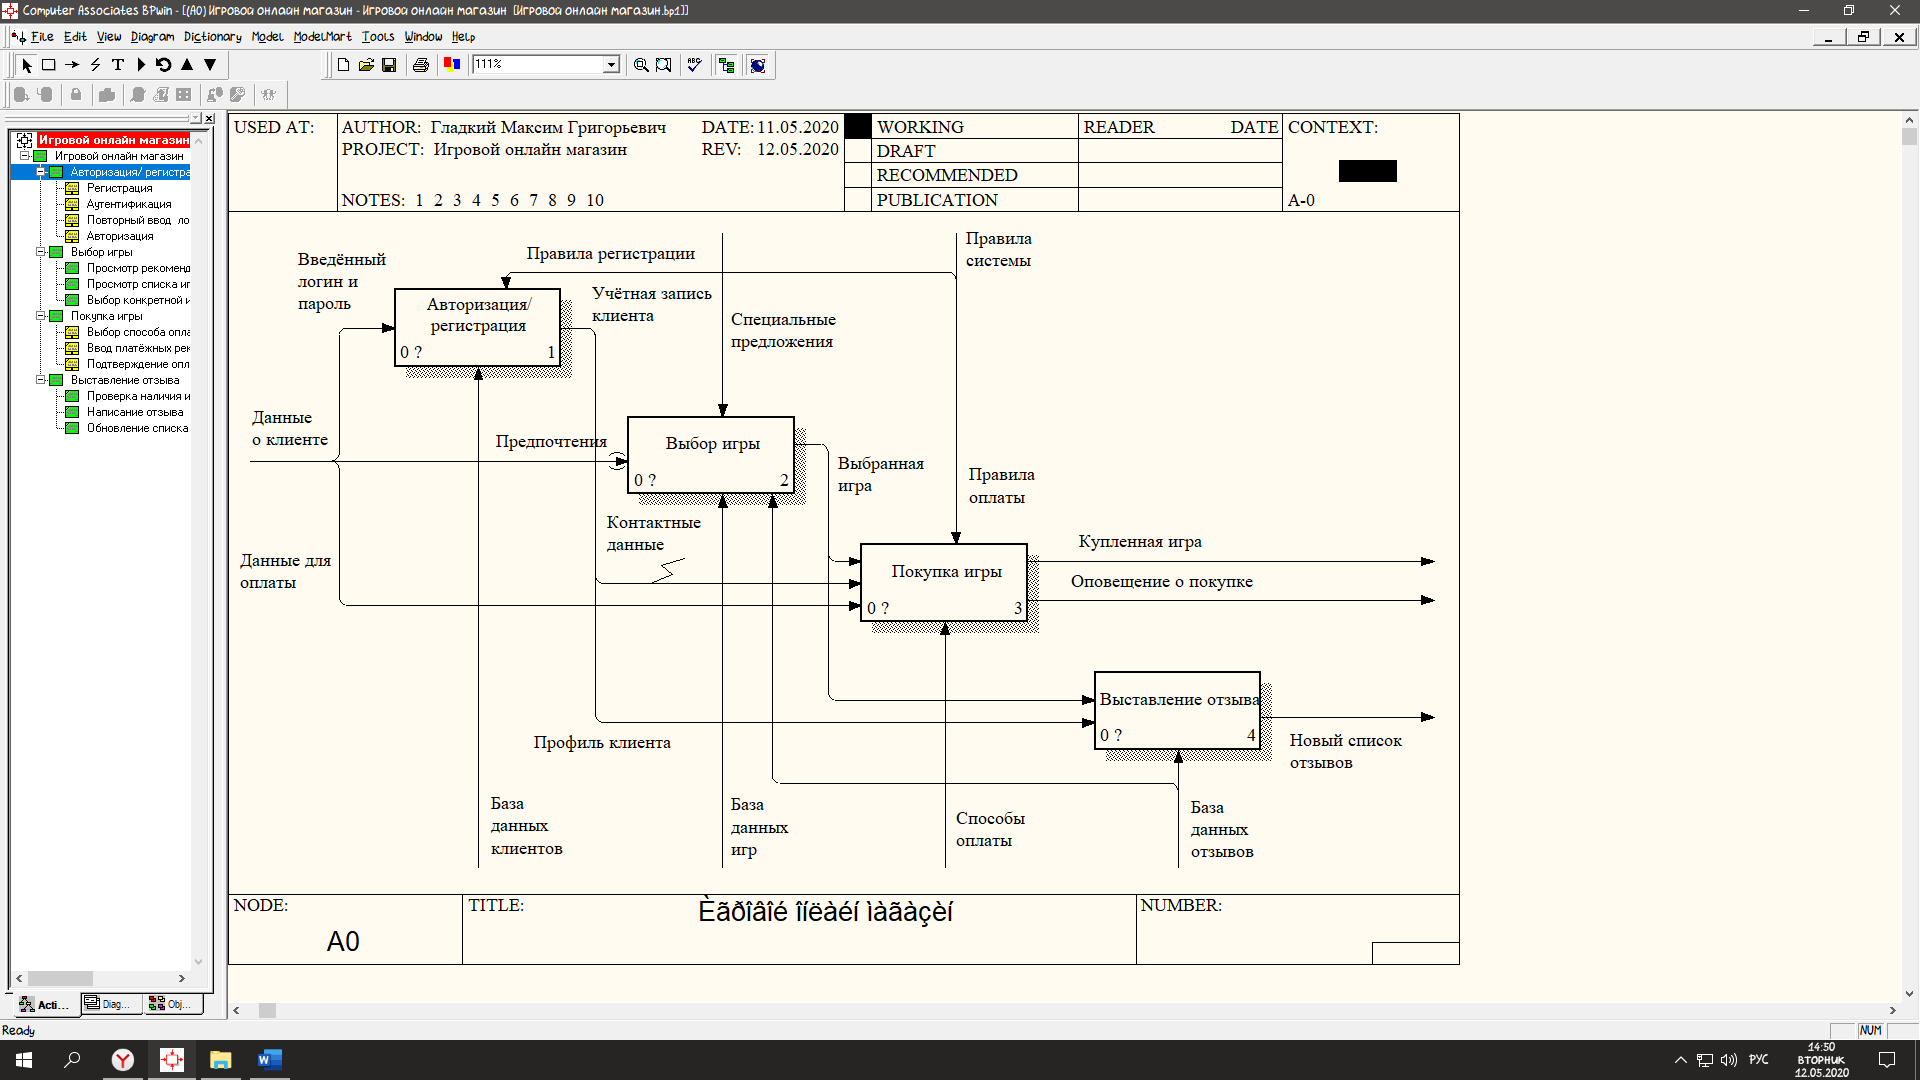 Computer Associates BPwin - [(A0) Игровой онлайн магазин - Игровой онлайн магазин  [Игровой онлайн магазин.bp1]]
File Edit View Diagram Dictionary Model ModelMart Tools Window Help
111%
Игровой онлайн магазин
Игровой онлайн магазин
Авторизация/ регистра
Регистрация
Аутентификация
Повторный ввод ло
Авторизация
Выбор игры
Просмотр рекоменд
Просмотр списка иг
Выбор конкретной и
Покупка игры
Выбор способа опла
Ввод платёжных рек
Подтверждение опл
Выставление отзыва
Проверка наличия и
Написание отзыва
Обновление списка
Acti... Diag... Obj...
USED AT:
AUTHOR: Гладкий Максим Григорьевич
DATE: 11.05.2020
PROJECT: Игровой онлайн магазин
REV: 12.05.2020
NOTES: 1 2 3 4 5 6 7 8 9 10
WORKING
DRAFT
RECOMMENDED
PUBLICATION
READER DATE
CONTEXT:
A-0
Введённый
логин и
пароль
Правила регистрации
Правила
системы
Авторизация/
регистрация
0 ? 1
Учётная запись
клиента
Специальные
предложения
Данные
о клиенте
Предпочтения
Выбор игры
0 ? 2
Выбранная
игра
Правила
оплаты
Контактные
данные
Данные для
оплаты
Покупка игры
0 ? 3
Купленная игра
Оповещение о покупке
Выставление отзыва
0 ? 4
Профиль клиента
Новый список
отзывов
База
данных
клиентов
База
данных
игр
Способы
оплаты
База
данных
отзывов
NODE:
A0
TITLE:
Èãðîâîé îíëàéí ìàãàçèí
NUMBER:
Ready
NUM
РУС
14:50
ВТОРНИК
12.05.2020